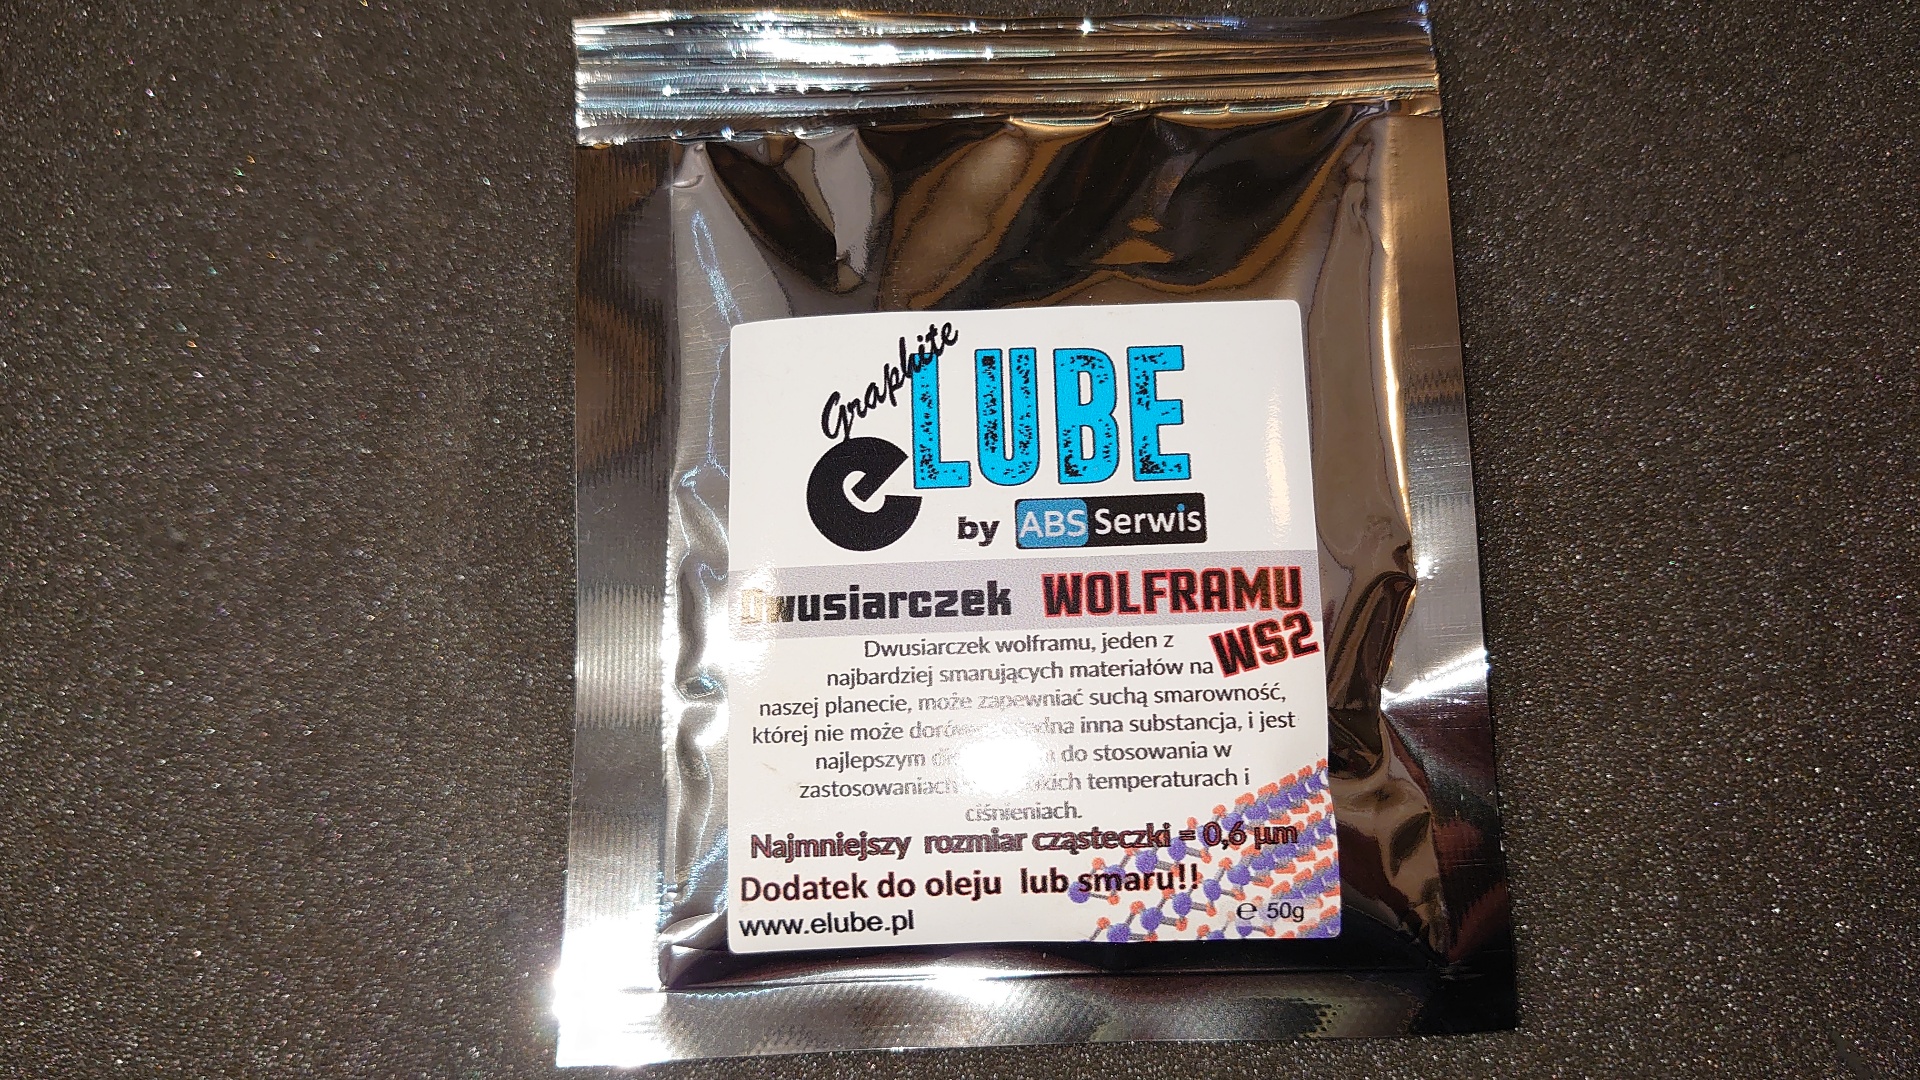 Graphite
eLUBE
by ABS Serwis
Dwusiarczek WOLFRAMU
WS2
Dwusiarczek wolframu, jeden z
najbardziej smarujących materiałów na
naszej planecie, może zapewniać suchą smarowność,
której nie może inna substancja, i jest
najlepszym do stosowania w
zastosowaniach temperaturach i
ciśnieniach.
Najmniejszy rozmiar cząsteczki = 0,6 µm
Dodatek do oleju lub smaru!!
www.elube.pl
℮ 50g